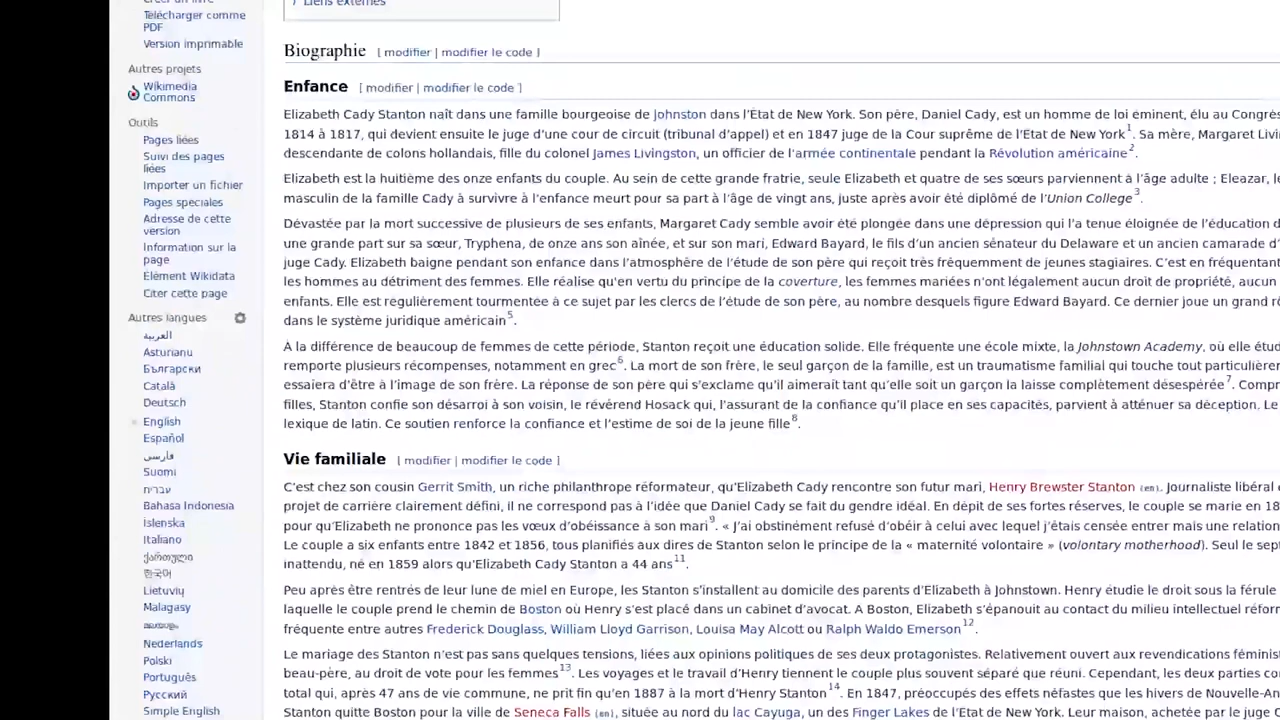 Télécharger comme
PDF
Version imprimable
Autres projets
Wikimedia
Commons
Outils
Pages liées
Suivi des pages
liées
Importer un fichier
Pages spéciales
Adresse de cette
version
Information sur la
page
Élément Wikidata
Citer cette page
Autres langues
العربية
Asturianu
Български
Català
Deutsch
English
Español
فارسی
Suomi
עברית
Bahasa Indonesia
Íslenska
Italiano
ქართული
한국어
Lietuvių
Malagasy
Nederlands
Polski
Português
Русский
Simple English
Liens externes
Biographie [ modifier | modifier le code ]
Enfance [ modifier | modifier le code ]
Elizabeth Cady Stanton naît dans une famille bourgeoise de Johnston dans l’État de New York. Son père, Daniel Cady, est un homme de loi éminent, élu au Congrès
1814 à 1817, qui devient ensuite le juge d’une cour de circuit (tribunal d’appel) et en 1847 juge de la Cour suprême de l’État de New York1. Sa mère, Margaret Livi
descendante de colons hollandais, fille du colonel James Livingston, un officier de l’armée continentale pendant la Révolution américaine2.
Elizabeth est la huitième des onze enfants du couple. Au sein de cette grande fratrie, seule Elizabeth et quatre de ses sœurs parviennent à l’âge adulte ; Eleazar, le
masculin de la famille Cady à survivre à l’enfance meurt pour sa part à l’âge de vingt ans, juste après avoir été diplômé de l’Union College3.
Dévastée par la mort successive de plusieurs de ses enfants, Margaret Cady semble avoir été plongée dans une dépression qui l’a tenue éloignée de l’éducation d
une grande part sur sa sœur, Tryphena, de onze ans son aînée, et sur son mari, Edward Bayard, le fils d’un ancien sénateur du Delaware et un ancien camarade d’
juge Cady. Elizabeth baigne pendant son enfance dans l’atmosphère de l’étude de son père qui reçoit très fréquemment de jeunes stagiaires. C’est en fréquentant
les hommes au détriment des femmes. Elle réalise qu’en vertu du principe de la coverture, les femmes mariées n’ont légalement aucun droit de propriété, aucun
enfants. Elle est régulièrement tourmentée à ce sujet par les clercs de l’étude de son père, au nombre desquels figure Edward Bayard. Ce dernier joue un grand rô
dans le système juridique américain5.
À la différence de beaucoup de femmes de cette période, Stanton reçoit une éducation solide. Elle fréquente une école mixte, la Johnstown Academy, où elle étud
remporte plusieurs récompenses, notamment en grec6. La mort de son frère, le seul garçon de la famille, est un traumatisme familial qui touche tout particulière
essaiera d’être à l’image de son frère. La réponse de son père qui s’exclame qu’il aimerait tant qu’elle soit un garçon la laisse complètement désespérée7. Compr
filles, Stanton confie son désarroi à son voisin, le révérend Hosack qui, l’assurant de la confiance qu’il place en ses capacités, parvient à atténuer sa déception. Le
lexique de latin. Ce soutien renforce la confiance et l’estime de soi de la jeune fille8.
Vie familiale [ modifier | modifier le code ]
C’est chez son cousin Gerrit Smith, un riche philanthrope réformateur, qu’Elizabeth Cady rencontre son futur mari, Henry Brewster Stanton (en). Journaliste libéral e
projet de carrière clairement défini, il ne correspond pas à l’idée que Daniel Cady se fait du gendre idéal. En dépit de ses fortes réserves, le couple se marie en 18
pour qu’Elizabeth ne prononce pas les vœux d’obéissance à son mari9. « J’ai obstinément refusé d’obéir à celui avec lequel j’étais censée entrer mais une relation
Le couple a six enfants entre 1842 et 1856, tous planifiés aux dires de Stanton selon le principe de la « maternité volontaire » (voluntary motherhood). Seul le sept
inattendu, né en 1859 alors qu’Elizabeth Cady Stanton a 44 ans11.
Peu après être rentrés de leur lune de miel en Europe, les Stanton s’installent au domicile des parents d’Elizabeth à Johnstown. Henry étudie le droit sous la férule
laquelle le couple prend le chemin de Boston où Henry s’est placé dans un cabinet d’avocat. A Boston, Elizabeth s’épanouit au contact du milieu intellectuel réform
fréquente entre autres Frederick Douglass, William Lloyd Garrison, Louisa May Alcott ou Ralph Waldo Emerson12.
Le mariage des Stanton n’est pas sans quelques tensions, liées aux opinions politiques de ses deux protagonistes. Relativement ouvert aux revendications féminist
beau-père, au droit de vote pour les femmes13. Les voyages et le travail d’Henry tiennent le couple plus souvent séparé que réuni. Cependant, les deux parties co
total qui, après 47 ans de vie commune, ne prit fin qu’en 1887 à la mort d’Henry Stanton14. En 1847, préoccupés des effets néfastes que les hivers de Nouvelle-An
Stanton quitte Boston pour la ville de Seneca Falls (en), située au nord du lac Cayuga, un des Finger Lakes de l’État de New York. Leur maison, achetée par le juge C